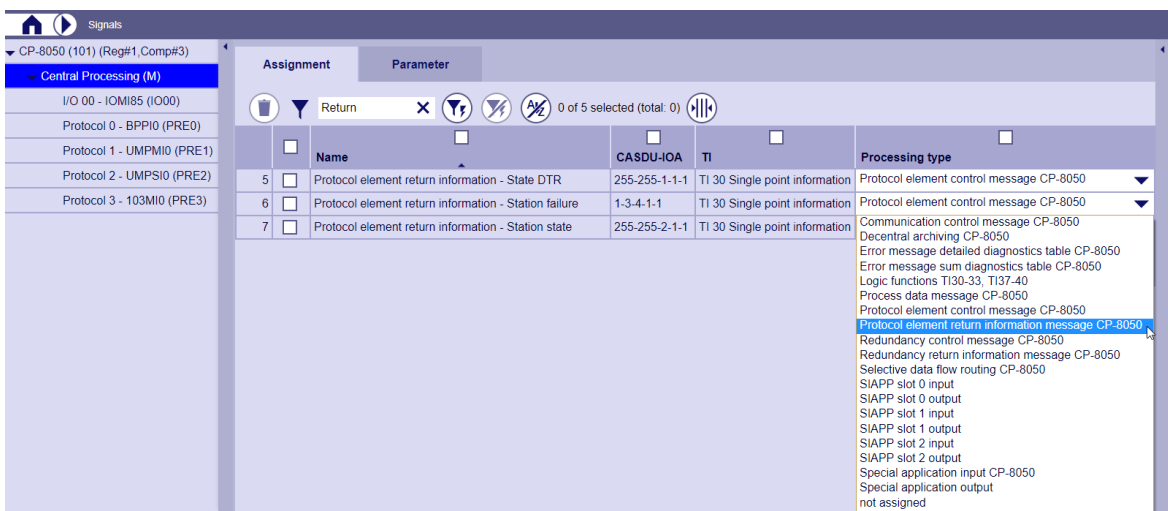 Signals
CP-8050 (101) (Reg#1,Comp#3)
Central Processing (M)
I/O 00 - IOMI85 (IO00)
Protocol 0 - BPPI0 (PRE0)
Protocol 1 - UMPMI0 (PRE1)
Protocol 2 - UMPSI0 (PRE2)
Protocol 3 - 103MI0 (PRE3)
Assignment Parameter
Return 0 of 5 selected (total: 0)
Name CASDU-IOA TI Processing type
5 Protocol element return information - State DTR 255-255-1-1-1 TI 30 Single point information Protocol element control message CP-8050
6 Protocol element return information - Station failure 1-3-4-1-1 TI 30 Single point information Protocol element control message CP-8050
7 Protocol element return information - Station state 255-255-2-1-1 TI 30 Single point information
Communication control message CP-8050
Decentral archiving CP-8050
Error message detailed diagnostics table CP-8050
Error message sum diagnostics table CP-8050
Logic functions TI30-33, TI37-40
Process data message CP-8050
Protocol element control message CP-8050
Protocol element return information message CP-8050
Redundancy control message CP-8050
Redundancy return information message CP-8050
Selective data flow routing CP-8050
SIAPP slot 0 input
SIAPP slot 0 output
SIAPP slot 1 input
SIAPP slot 1 output
SIAPP slot 2 input
SIAPP slot 2 output
Special application input CP-8050
Special application output
not assigned